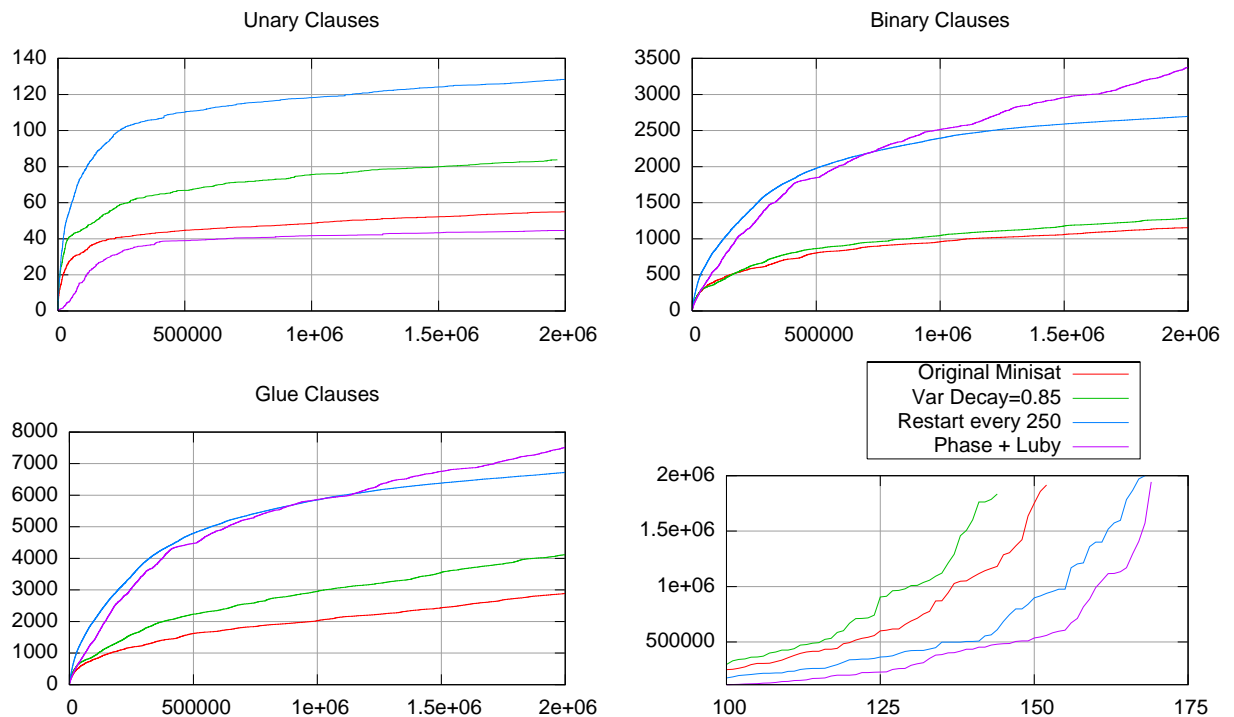 Unary Clauses
140
120
100
80
60
40
20
0
0 500000 1e+06 1.5e+06 2e+06
Binary Clauses
3500
3000
2500
2000
1500
1000
500
0
0 500000 1e+06 1.5e+06 2e+06
Glue Clauses
8000
7000
6000
5000
4000
3000
2000
1000
0
0 500000 1e+06 1.5e+06 2e+06
Original Minisat
Var Decay=0.85
Restart every 250
Phase + Luby
2e+06
1.5e+06
1e+06
500000
100 125 150 175